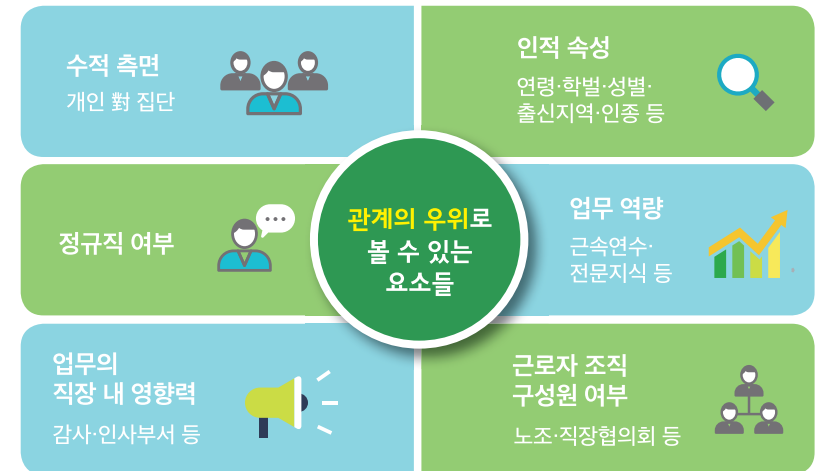 수적 측면
개인 對 집단
인적 속성
연령·학벌·성별·
출신지역·인종 등
정규직 여부
관계의 우위로
볼 수 있는
요소들
업무 역량
근속연수·
전문지식 등
업무의
직장 내 영향력
감사·인사부서 등
근로자 조직
구성원 여부
노조·직장협의회 등